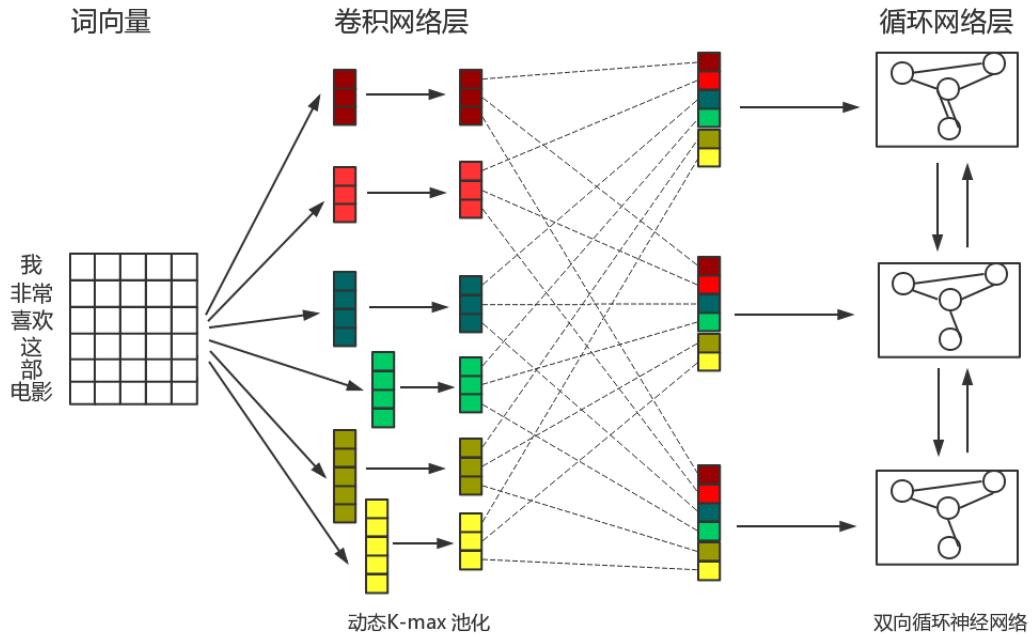 词向量
卷积网络层
循环网络层
我
非常
喜欢
这
部
电影
动态K-max 池化
双向循环神经网络